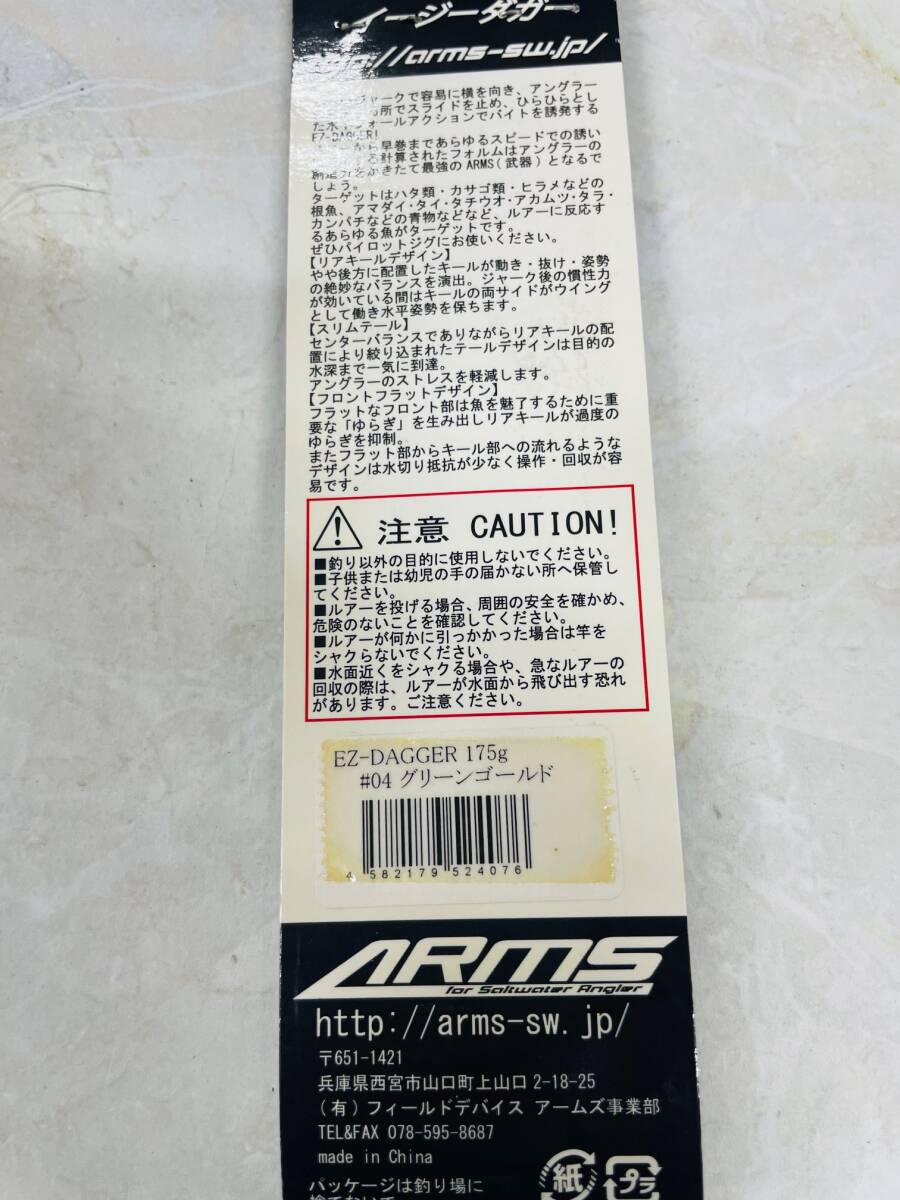 イージーダガー
http://arms-sw.jp/
ジャークで容易に横を向き、アングラー
所でスライドを止め、ひらひらとし
フォールアクションでバイトを誘発する
EZ-DAGGER!
から早巻まであらゆるスピードでの誘い
計算されたフォルムはアングラーの
かきたて最強のARMS(武器)となるで
しょう。
ターゲットはハタ類・カサゴ類・ヒラメなどの
根魚、アマダイ・タイ・タチウオ・アカムツ・タラ・
カンパチなどの青物などなど、ルアーに反応す
るあらゆる魚がターゲットです。
ぜひパイロットジグにお使いください。
【リアキールデザイン】
やや後方に配置したキールが動き・抜け・姿勢
の絶妙なバランスを演出。ジャーク後の慣性力
が効いている間はキールの両サイドがウイング
として働き水平姿勢を保ちます。
【スリムテール】
センターバランスでありながらリアキールの配
置により絞り込まれたテールデザインは目的の
水深まで一気に到達。
アングラーのストレスを軽減します。
【フロントフラットデザイン】
フラットなフロント部は魚を魅了するために重
要な「ゆらぎ」を生み出しリアキールが過度の
ゆらぎを抑制。
またフラット部からキール部への流れるような
デザインは水切り抵抗が少なく操作・回収が容
易です。
注意 CAUTION!
■釣り以外の目的に使用しないでください。
■子供または幼児の手の届かない所へ保管し
てください。
■ルアーを投げる場合、周囲の安全を確かめ、
危険のないことを確認してください。
■ルアーが何かに引っかかった場合は竿を
シャクらないでください。
■水面近くをシャクる場合や、急なルアーの
回収の際は、ルアーが水面から飛び出す恐れ
があります。ご注意ください。
EZ-DAGGER 175g
#04 グリーンゴールド
4 582179 524076
ARMS
for Saltwater Angler
http://arms-sw.jp/
〒651-1421
兵庫県西宮市山口町上山口2-18-25
(有)フィールドデバイス アームズ事業部
TEL&FAX 078-595-8687
made in China
パッケージは釣り場に
捨てないで
紙
プラ